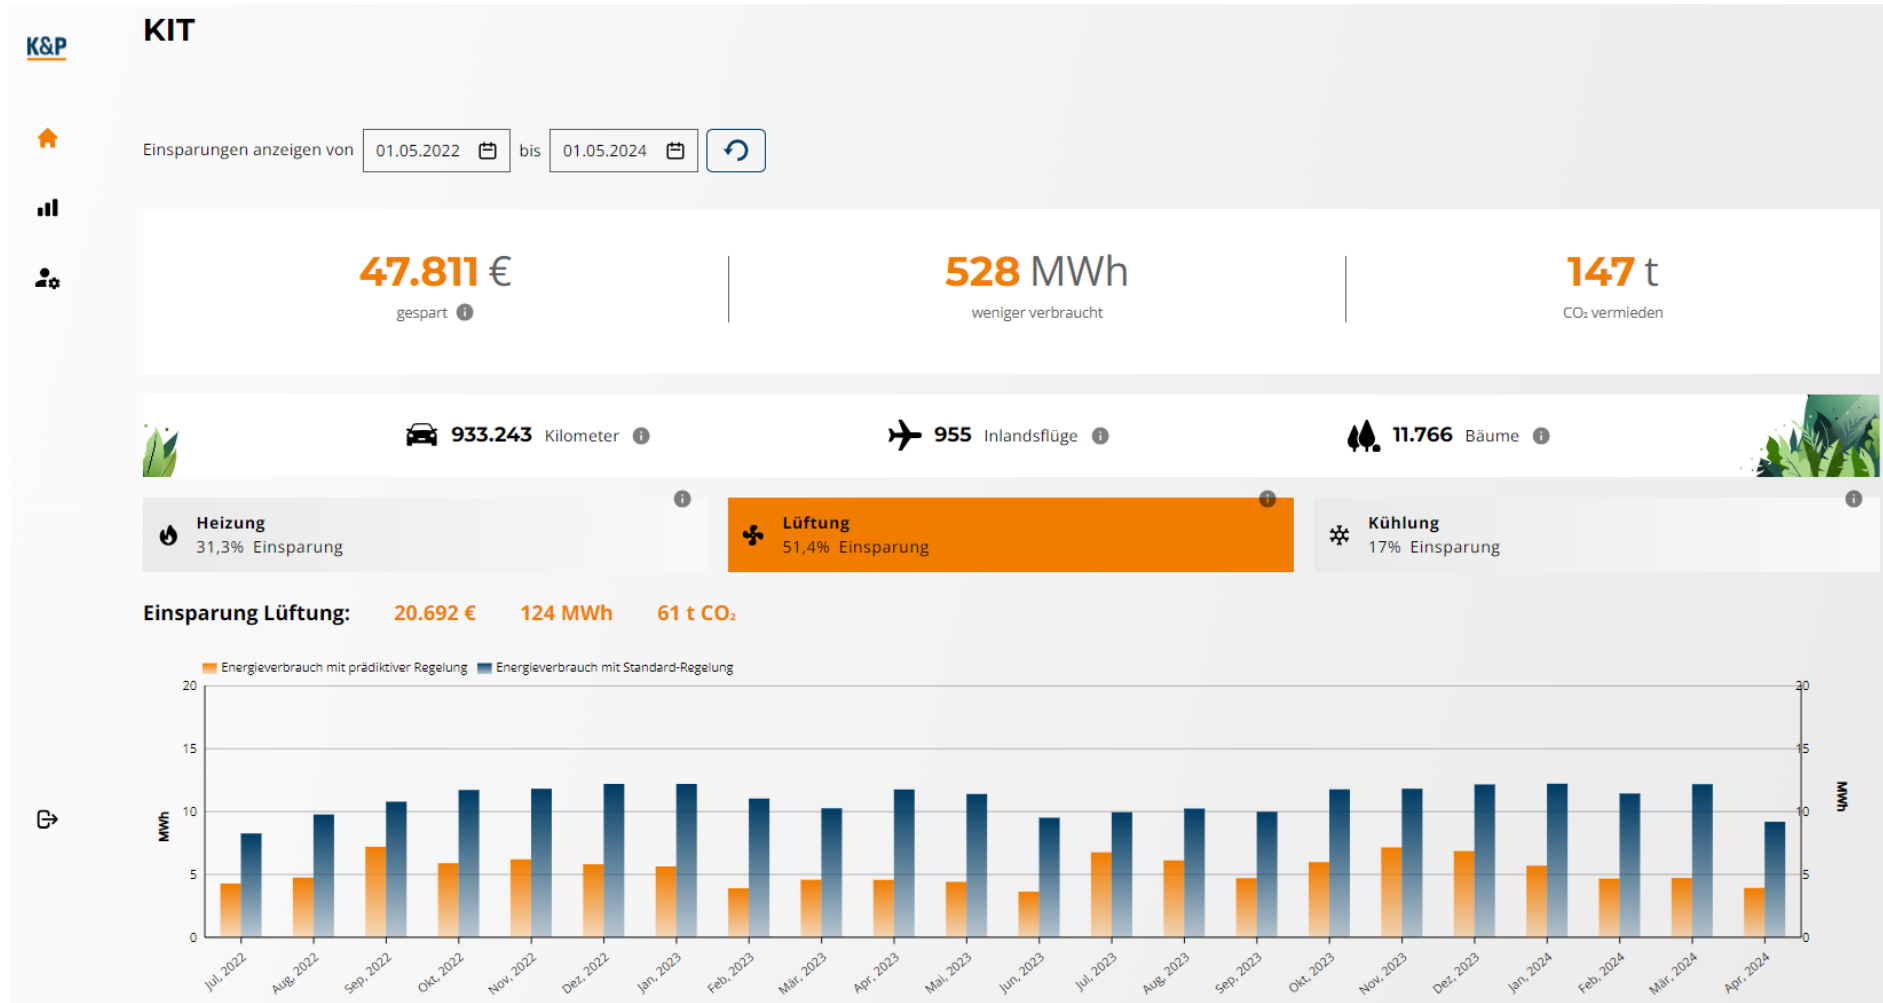 K&P
KIT
Einsparungen anzeigen von 01.05.2022 bis 01.05.2024
47.811 € 528 MWh 147 t
gespart weniger verbraucht CO₂ vermieden
933.243 Kilometer 955 Inlandsflüge 11.766 Bäume
Heizung Lüftung Kühlung
31,3% Einsparung 51,4% Einsparung 17% Einsparung
Einsparung Lüftung: 20.692 € 124 MWh 61 t CO₂
Energieverbrauch mit prädiktiver Regelung Energieverbrauch mit Standard-Regelung
20 20
15 15
MWh
10 10
MWh
5 5
0 0
Jul, 2022 Aug, 2022 Sep, 2022 Okt, 2022 Nov, 2022 Dez, 2022 Jan, 2023 Feb, 2023 Mär, 2023 Apr, 2023 Mai, 2023 Jun, 2023 Jul, 2023 Aug, 2023 Sep, 2023 Okt, 2023 Nov, 2023 Dez, 2023 Jan, 2024 Feb, 2024 Mär, 2024 Apr, 2024